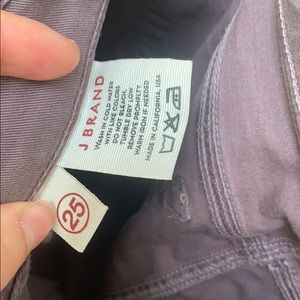 J BRAND
WASH IN COLD WATER
WITH LIKE COLORS
DO NOT BLEACH,
TUMBLE DRY LOW
REMOVE PROMPTLY
WARM IRON IF NEEDED
MADE IN CALIFORNIA, USA
25